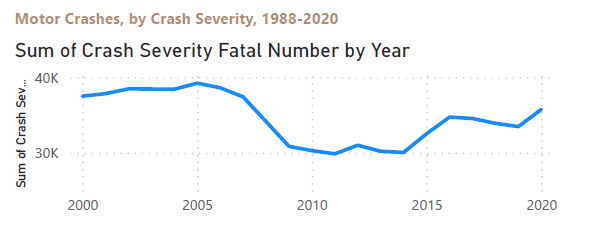 Motor Crashes, by Crash Severity, 1988-2020
Sum of Crash Severity Fatal Number by Year
Sum of Crash Sev...
40K
30K
2000 2005 2010 2015 2020